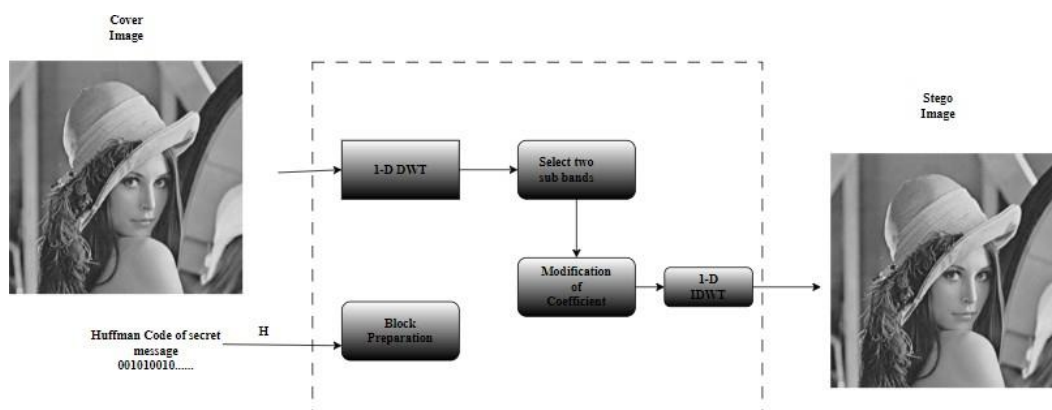 Cover
Image
Stego
Image
1-D DWT
Select two
sub bands
Modification
of
Coefficient
1-D
IDWT
Huffman Code of secret
message
001010010......
H
Block
Preparation